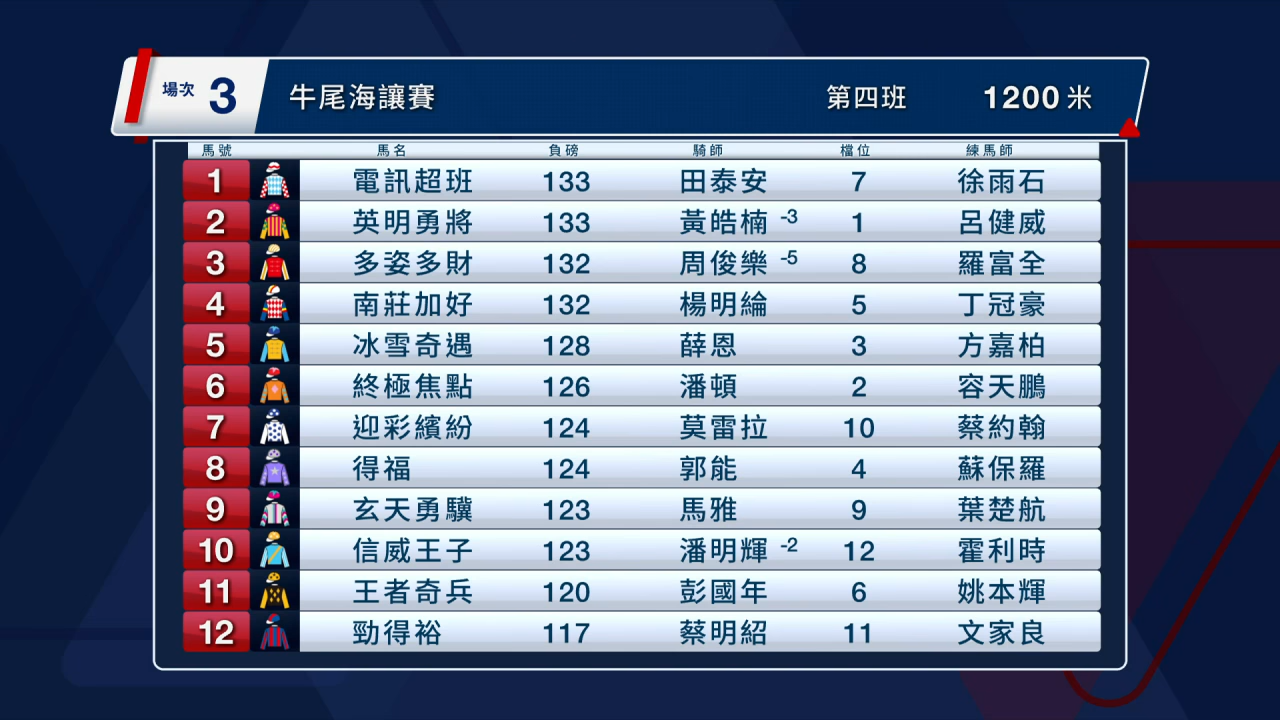 場次 3 牛尾海讓賽 第四班 1200 米
馬號 馬名 負磅 騎師 檔位 練馬師
1 電訊超班 133 田泰安 7 徐雨石
2 英明勇將 133 黃皓楠 -3 1 呂健威
3 多姿多財 132 周俊樂 -5 8 羅富全
4 南莊加好 132 楊明綸 5 丁冠豪
5 冰雪奇遇 128 薛恩 3 方嘉柏
6 終極焦點 126 潘頓 2 容天鵬
7 迎彩繽紛 124 莫雷拉 10 蔡約翰
8 得福 124 郭能 4 蘇保羅
9 玄天勇驥 123 馬雅 9 葉楚航
10 信威王子 123 潘明輝 -2 12 霍利時
11 王者奇兵 120 彭國年 6 姚本輝
12 勁得裕 117 蔡明紹 11 文家良